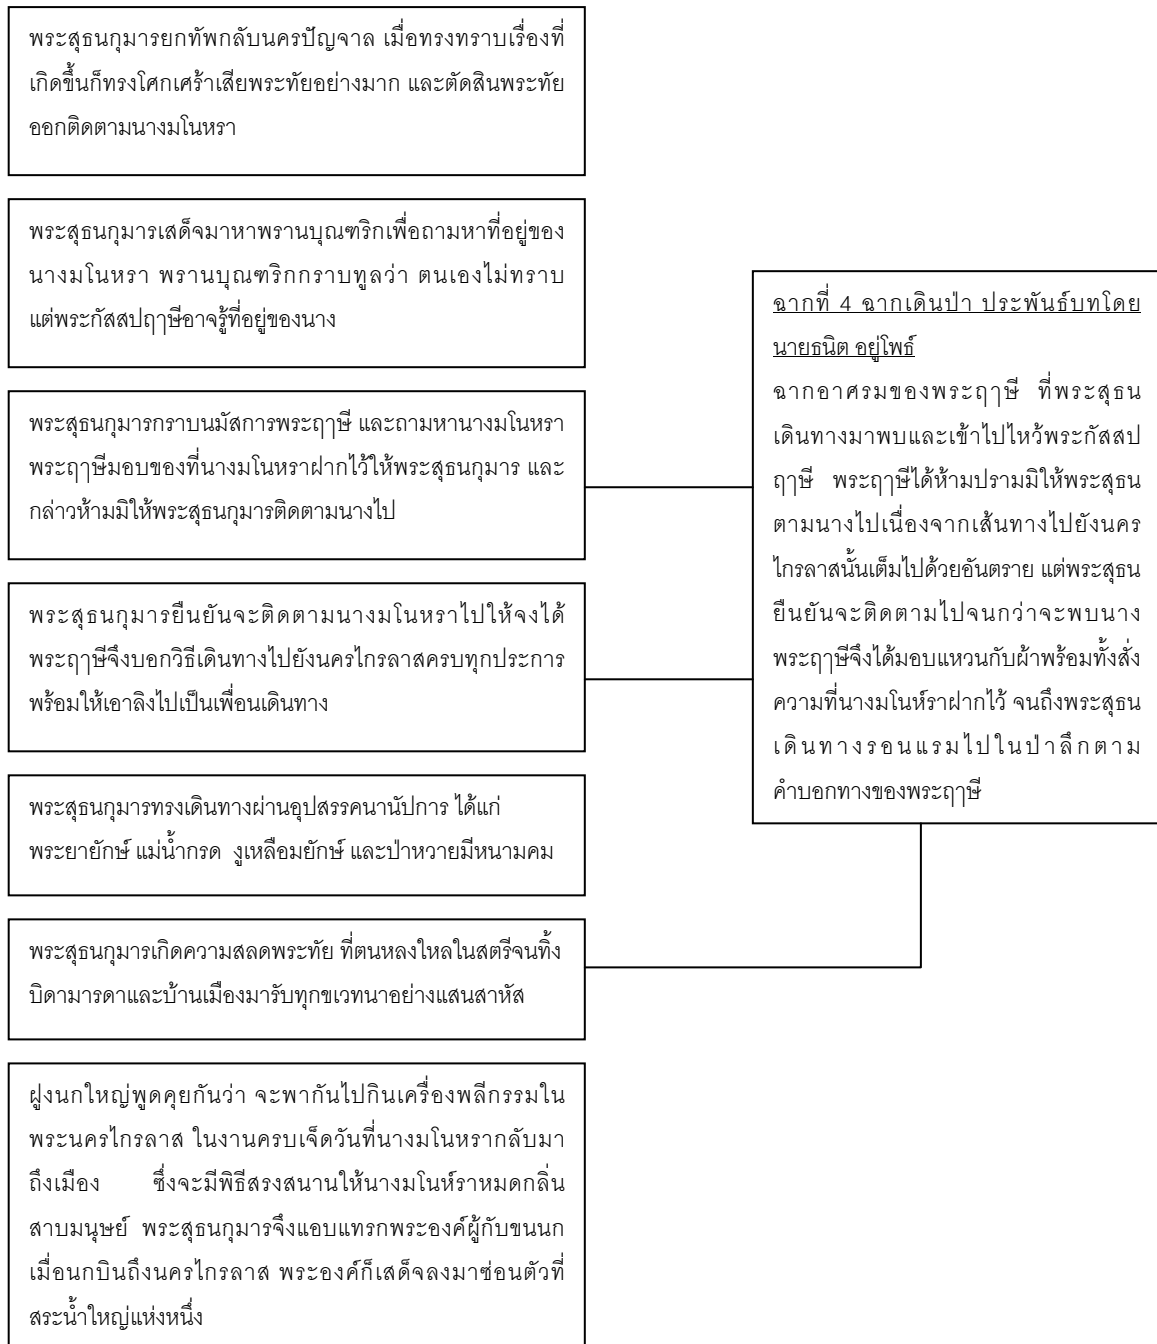 พระสุธนกุมารยกทัพกลับนครปัญจาล เมื่อทรงทราบเรื่องที่
เกิดขึ้นก็ทรงโศกเศร้าเสียพระทัยอย่างมาก และตัดสินพระทัย
ออกติดตามนางมโนหรา
พระสุธนกุมารเสด็จมาหาพรานบุณฑริกเพื่อถามหาที่อยู่ของ
นางมโนหรา พรานบุณฑริกกราบทูลว่า ตนเองไม่ทราบ
แต่พระกัสสปฤๅษีอาจรู้ที่อยู่ของนาง
พระสุธนกุมารกราบนมัสการพระฤๅษี และถามหานางมโนหรา
พระฤๅษีมอบของที่นางมโนหราฝากไว้ให้พระสุธนกุมาร และ
กล่าวห้ามมิให้พระสุธนกุมารติดตามนางไป
พระสุธนกุมารยืนยันจะติดตามนางมโนหราไปให้จงได้
พระฤๅษีจึงบอกวิธีเดินทางไปยังนครไกรลาสครบทุกประการ
พร้อมให้เอาลิงไปเป็นเพื่อนเดินทาง
พระสุธนกุมารทรงเดินทางผ่านอุปสรรคนานัปการ ได้แก่
พระยายักษ์ แม่น้ำกรด งูเหลือมยักษ์ และป่าหวายมีหนามคม
พระสุธนกุมารเกิดความสลดพระทัย ที่ตนหลงใหลในสตรีจนทิ้ง
บิดามารดาและบ้านเมืองมารับทุกขเวทนาอย่างแสนสาหัส
ฝูงนกใหญ่พูดคุยกันว่า จะพากันไปกินเครื่องพลีกรรมใน
พระนครไกรลาส ในงานครบเจ็ดวันที่นางมโนหรากลับมา
ถึงเมือง ซึ่งจะมีพิธีสรงสนานให้นางมโนห์ราหมดกลิ่น
สาบมนุษย์ พระสุธนกุมารจึงแอบแทรกพระองค์ผู้กับขนนก
เมื่อนกบินถึงนครไกรลาส พระองค์ก็เสด็จลงมาซ่อนตัวที่
สระน้ำใหญ่แห่งหนึ่ง
ฉากที่ 4 ฉากเดินป่า ประพันธ์บทโดย
นายธนิต อยู่โพธ์
ฉากอาศรมของพระฤๅษี ที่พระสุธน
เดินทางมาพบและเข้าไปไหว้พระกัสสป
ฤๅษี พระฤๅษีได้ห้ามปรามมิให้พระสุธน
ตามนางไปเนื่องจากเส้นทางไปยังนคร
ไกรลาสนั้นเต็มไปด้วยอันตราย แต่พระสุธน
ยืนยันจะติดตามไปจนกว่าจะพบนาง
พระฤๅษีจึงได้มอบแหวนกับผ้าพร้อมทั้งสั่ง
ความที่นางมโนห์ราฝากไว้ จนถึงพระสุธน
เดินทางรอนแรมไปในป่าลึกตาม
คำบอกทางของพระฤๅษี